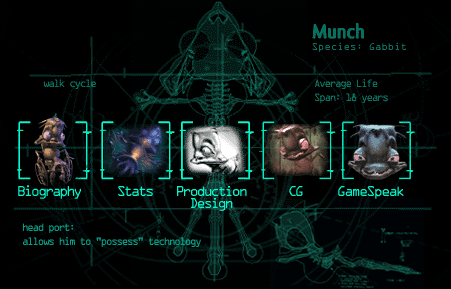 Munch
Species: Gabbit
walk cycle
Average Life
Span: 18 years
Biography
Stats
Production
Design
CG
GameSpeak
head port:
allows him to "possess" technology